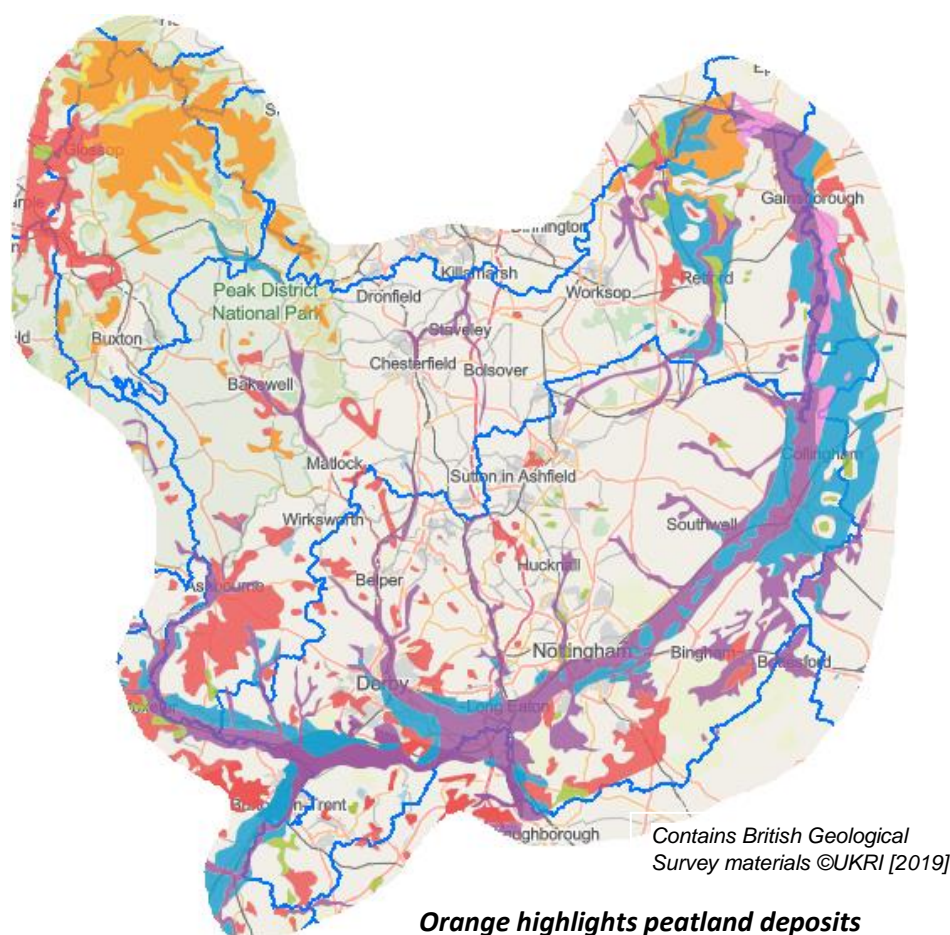 Glossop
Gainsborough
Dinnington
Killamarsh
Peak District
National Park
Dronfield
Worksop
Retford
Buxton
Staveley
Chesterfield
Bolsover
Bakewell
Collingham
Matlock
Sutton in Ashfield
Wirksworth
Southwell
Hucknall
Ashbourne
Belper
Nottingham
Bingham
Bottesford
Derby
Long Eaton
Loughborough
Contains British Geological
Survey materials ©UKRI [2019]
Orange highlights peatland deposits